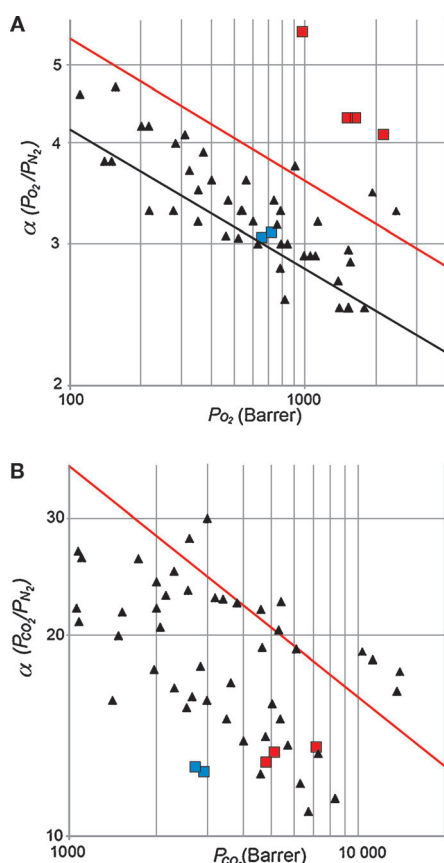 A
α (PO2/PN2)
5
4
3
2
100
1000
PO2 (Barrer)
B
α (PCO2/PN2)
30
20
10
1000
10 000
PCO2 (Barrer)